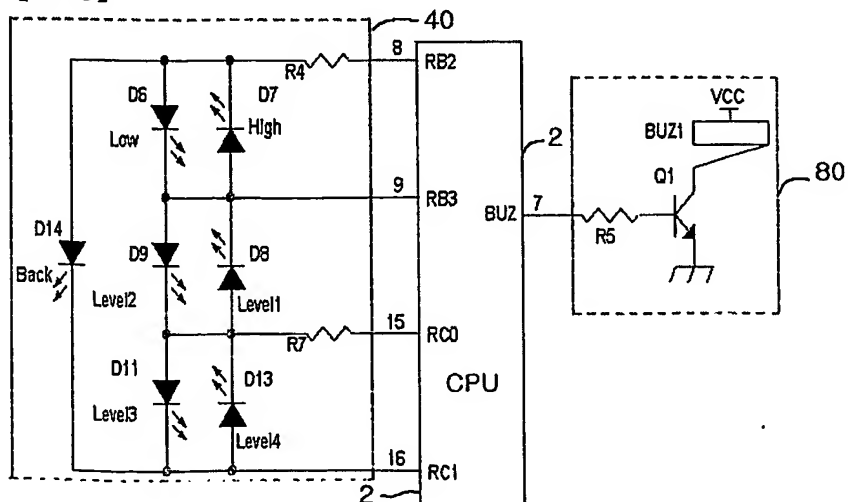 40
8
R4
RB2
D6
D7
Low
High
VCC
BUZ1
2
9
RB3
Q1
80
BUZ
7
R5
D14
D9
D8
Back
Level2
Level1
15
R7
RC0
D11
D13
CPU
Level3
Level4
16
RC1
2